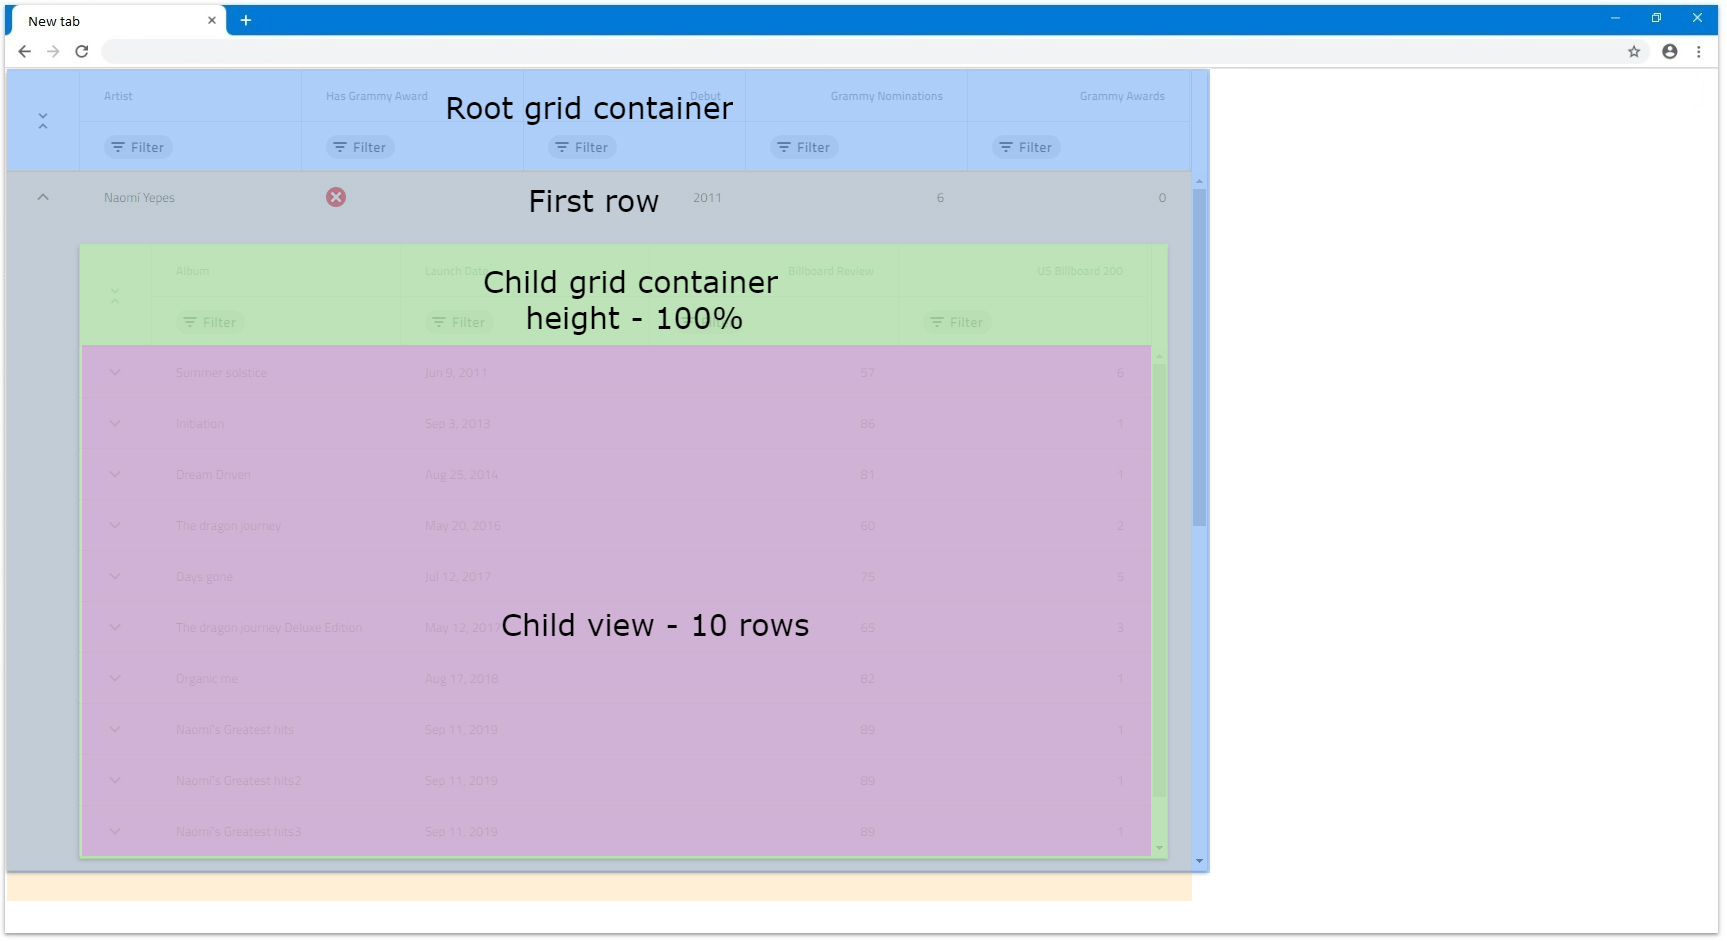 New tab
Artist Has Grammy Award Debut Grammy Nominations Grammy Awards
Root grid container
Filter Filter Filter Filter Filter
Naomí Yepes 2011 6 0
First row
Album Launch Date Billboard Review US Billboard 200
Child grid container
height - 100%
Filter Filter Filter
Summer solstice Jun 9, 2011 57 6
Initiation Sep 3, 2013 86 1
Dream Driven Aug 25, 2014 81 1
The dragon journey May 20, 2016 60 2
Days gone Jul 12, 2017 75 5
The dragon journey Deluxe Edition May 12, 2017 65 3
Child view - 10 rows
Organic me Aug 17, 2018 82 1
Naomi's Greatest hits Sep 11, 2019 89 1
Naomi's Greatest hits2 Sep 11, 2019 89 1
Naomi's Greatest hits3 Sep 11, 2019 89 1